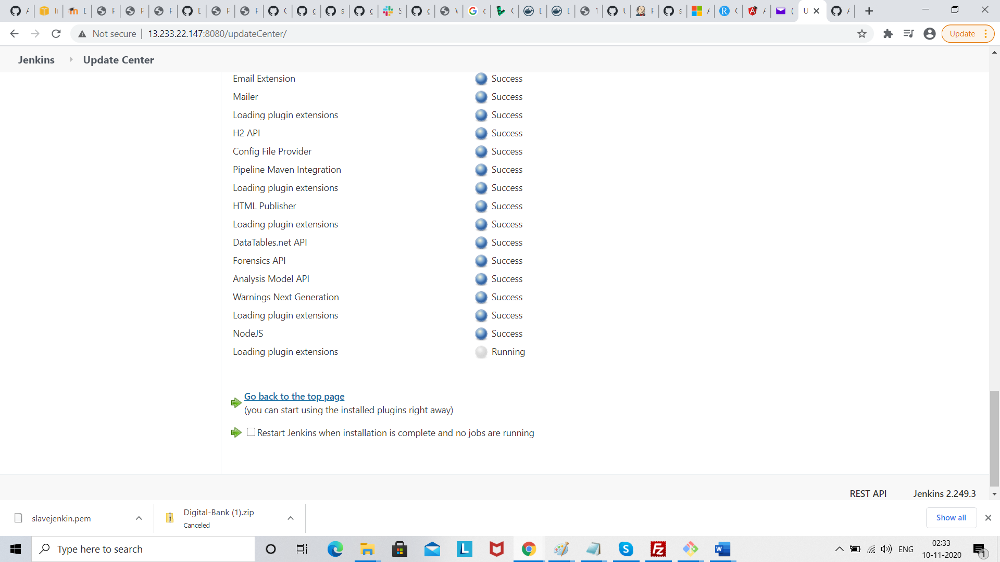 Not secure 13.233.22.147:8080/updateCenter/
Update
Jenkins Update Center
Email Extension Success
Mailer Success
Loading plugin extensions Success
H2 API Success
Config File Provider Success
Pipeline Maven Integration Success
Loading plugin extensions Success
HTML Publisher Success
Loading plugin extensions Success
DataTables.net API Success
Forensics API Success
Analysis Model API Success
Warnings Next Generation Success
Loading plugin extensions Success
NodeJS Success
Loading plugin extensions Running
Go back to the top page
(you can start using the installed plugins right away)
Restart Jenkins when installation is complete and no jobs are running
REST API Jenkins 2.249.3
slavejenkin.pem
Digital-Bank (1).zip
Canceled
Show all
Type here to search
ENG
02:33
10-11-2020
1